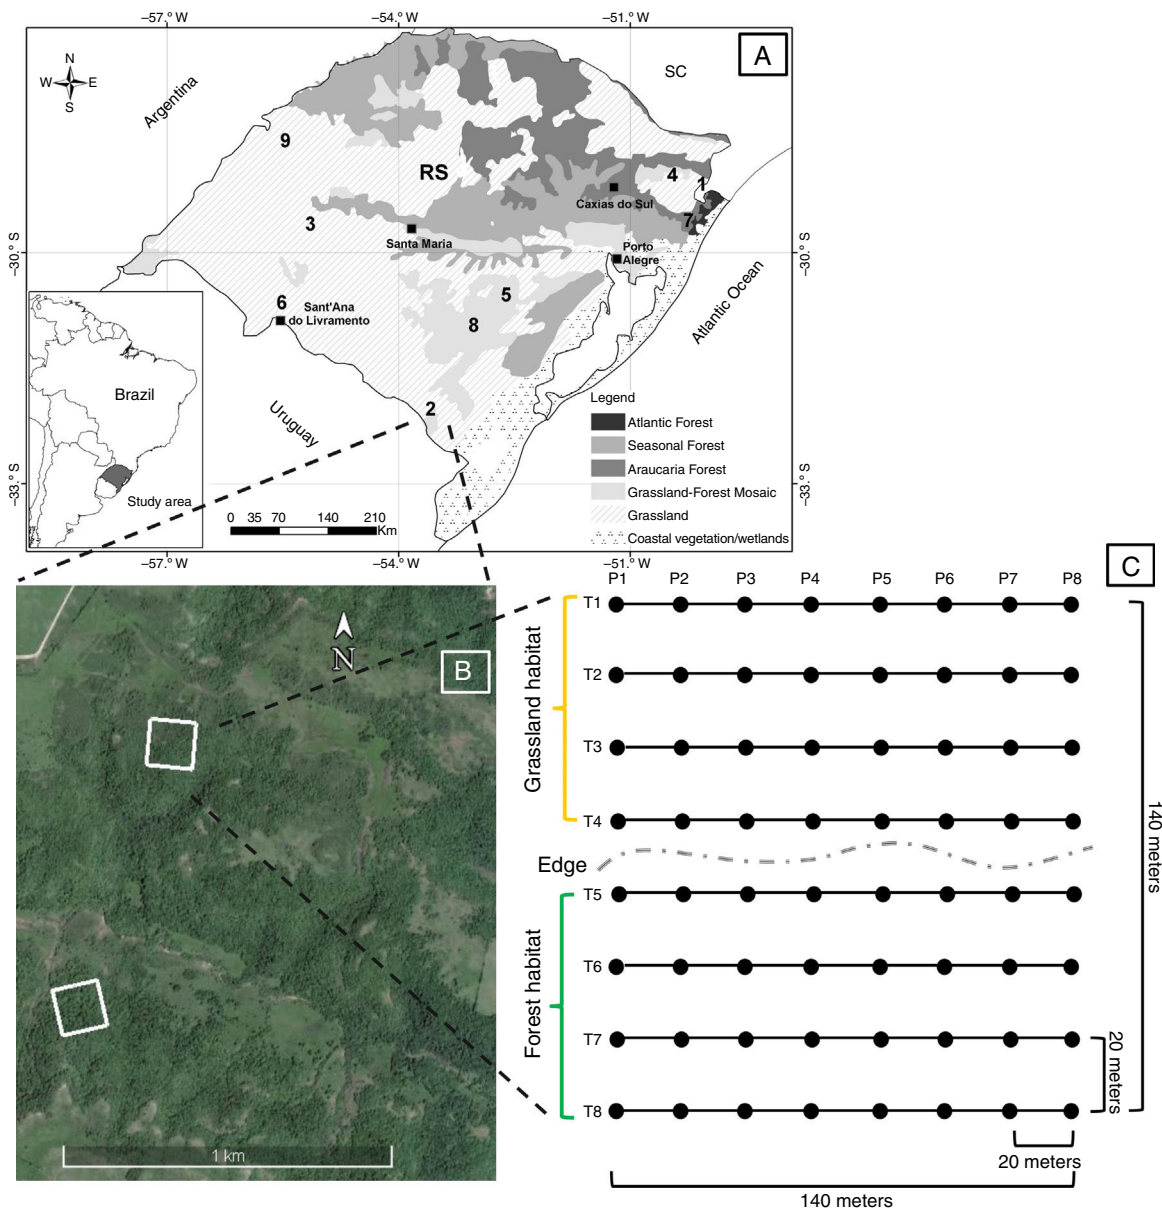 −57.° W
−54.° W
−51.° W
A
N
W E
S
Argentina
SC
9
RS
4
1
Caxias do Sul
7
3
Santa Maria
−30.° S
−30.° S
Porto
Alegre
Atlantic Ocean
5
6
Sant'Ana
do Livramento
8
Brazil
Study area
2
Uruguay
Legend
Atlantic Forest
Seasonal Forest
Araucaria Forest
Grassland-Forest Mosaic
Grassland
Coastal vegetation/wetlands
−33.° S
−33.° S
0 35 70 140 210
Km
−57.° W
−54.° W
−51.° W
B
N
1 km
C
P1 P2 P3 P4 P5 P6 P7 P8
T1
T2
T3
T4
Grassland habitat
Edge
T5
T6
T7
T8
Forest habitat
20 meters
140 meters
20 meters
140 meters